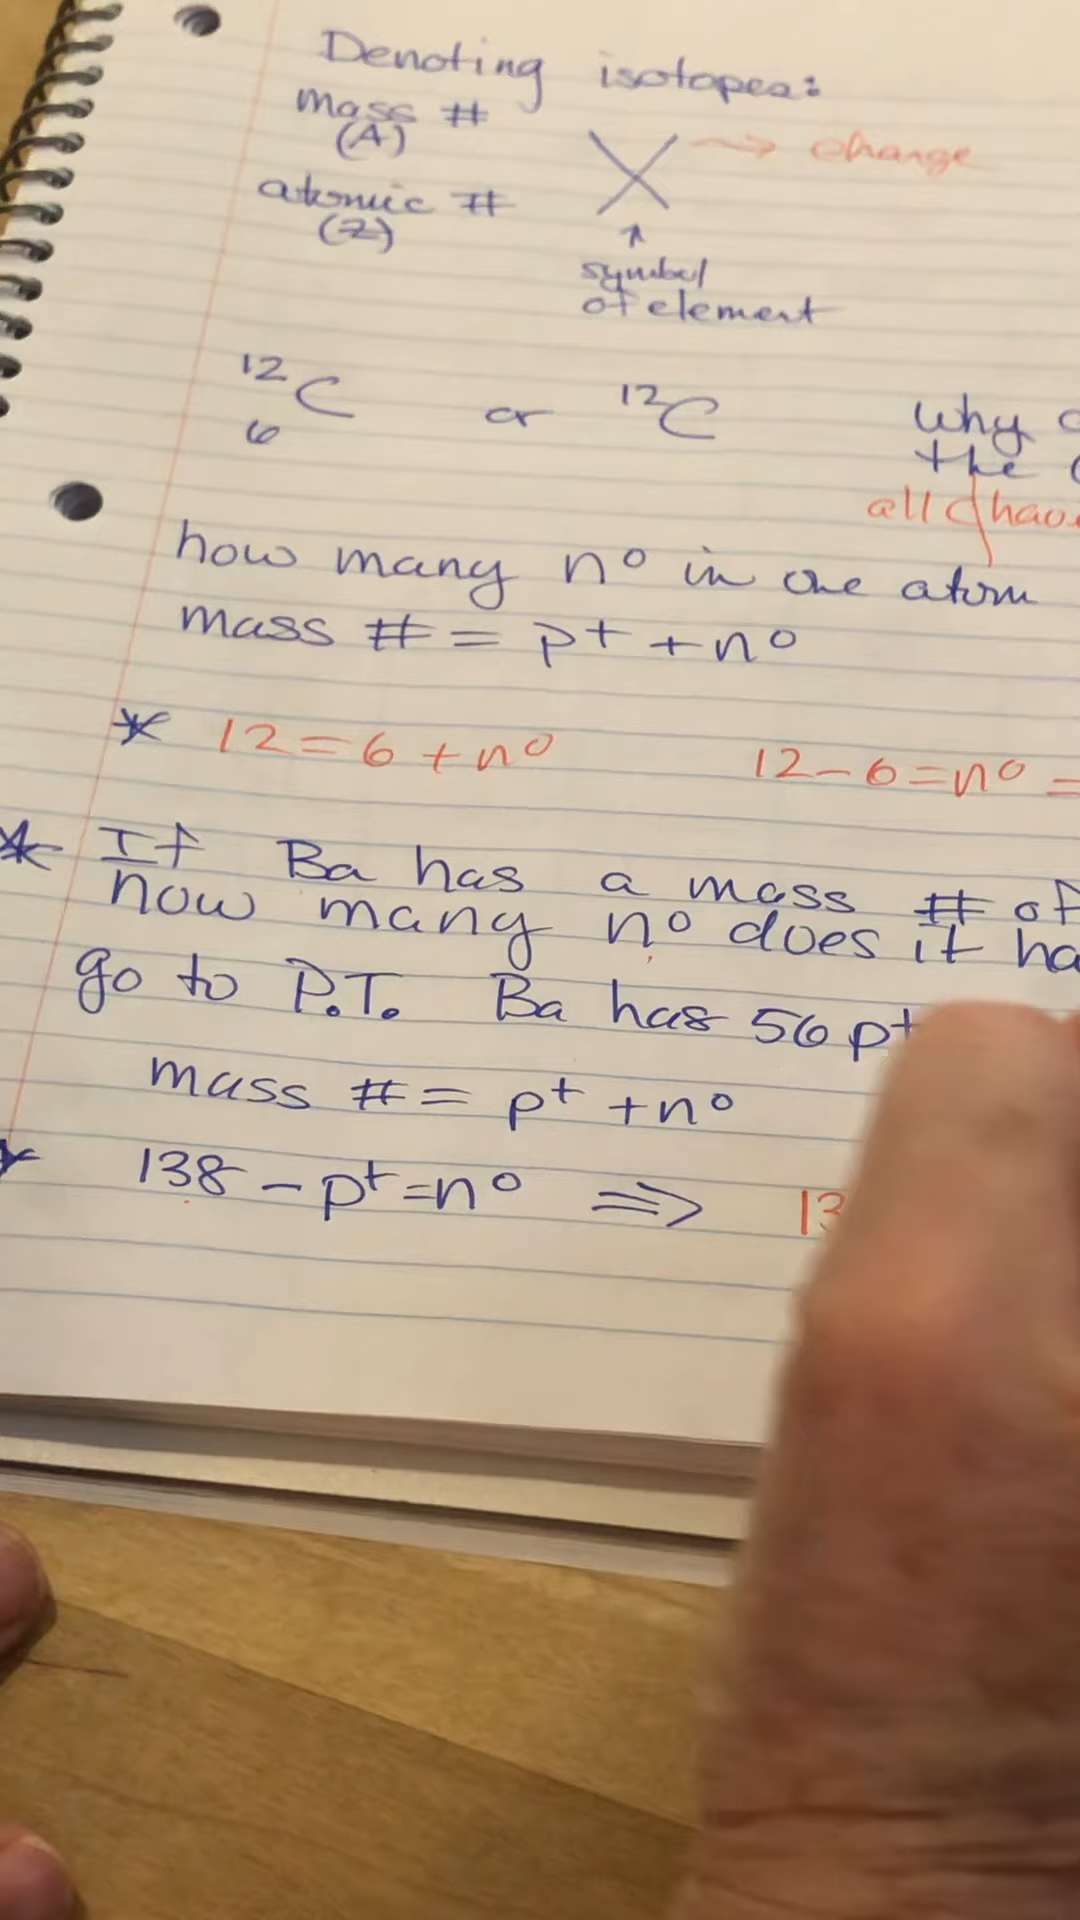 Denoting isotopes:
mass #
(A)
X → change
atomic #
(Z)
↑
symbol
of element
12
C
6
or 12C
why
the
all have
how many n° in one atom
mass # = p+ + n°
* 12 = 6 + n° 12 - 6 = n° =
* If Ba has a mass # of
how many n° does it ha
go to P.T. Ba has 56 p+
mass # = p+ + n°
138 - p+ = n° ⇒ 13